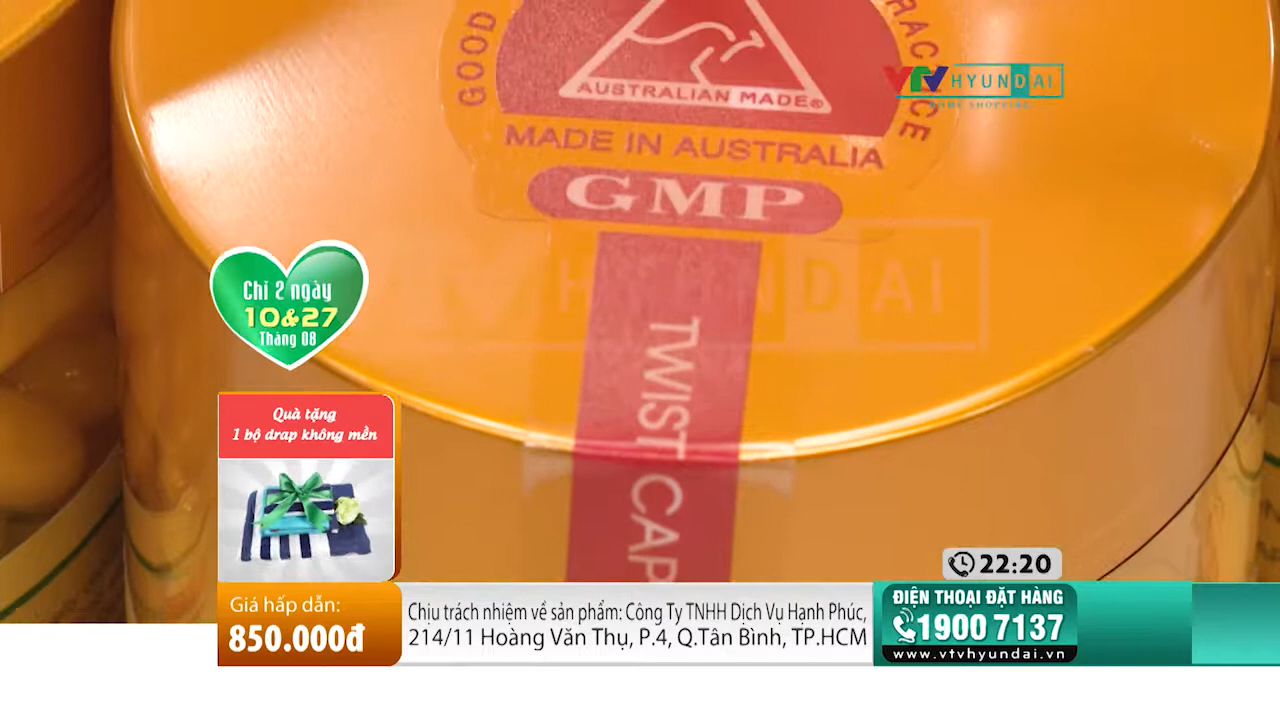 GOOD
AUSTRALIAN MADE®
MADE IN AUSTRALIA
GMP
TWIST CAP
VTV HYUNDAI
HOME SHOPPING
HYUNDAI
Chỉ 2 ngày
10&27
Tháng 08
Quà tặng
1 bộ drap không mền
22:20
Giá hấp dẫn:
850.000đ
Chịu trách nhiệm về sản phẩm: Công Ty TNHH Dịch Vụ Hạnh Phúc,
214/11 Hoàng Văn Thụ, P.4, Q.Tân Bình, TP.HCM
ĐIỆN THOẠI ĐẶT HÀNG
1900 7137
www.vtvhyundai.vn